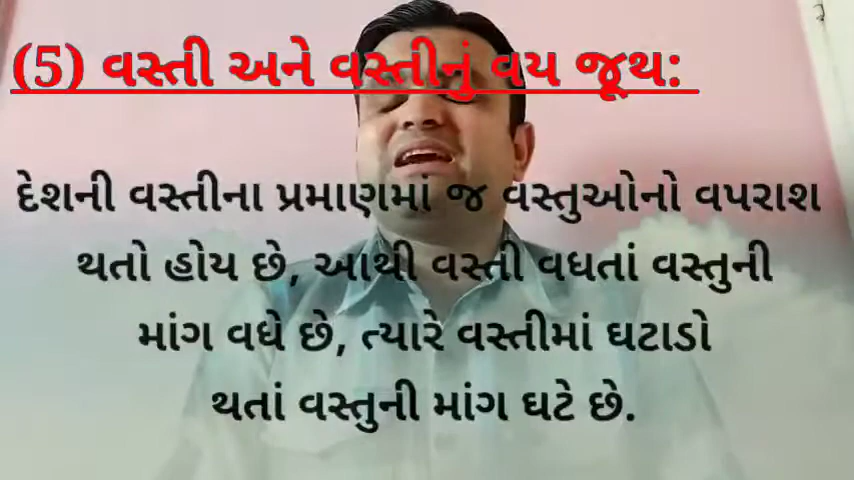 (5) વસ્તી અને વસ્તીનું વય જૂથ:
દેશની વસ્તીના પ્રમાણમાં જ વસ્તુઓનો વપરાશ
થતો હોય છે, આથી વસ્તી વધતાં વસ્તુની
માંગ વધે છે, ત્યારે વસ્તીમાં ઘટાડો
થતાં વસ્તુની માંગ ઘટે છે.